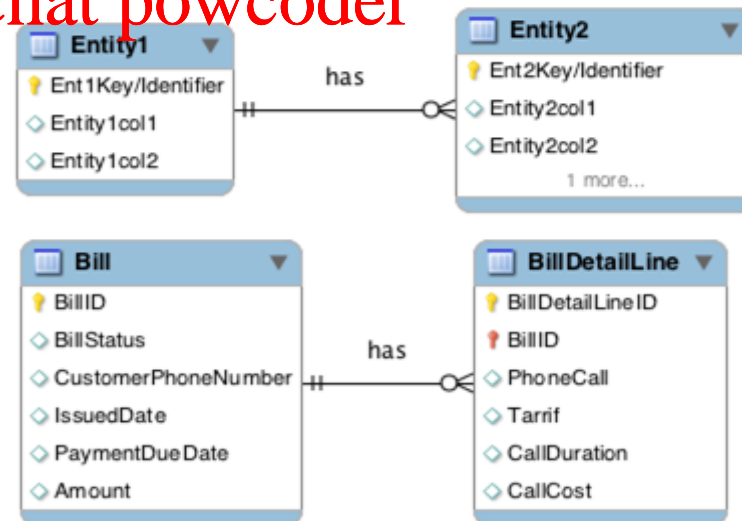 powcoder
Entity1
Ent1Key/Identifier
Entity1col1
Entity1col2
has
Entity2
Ent2Key/Identifier
Entity2col1
Entity2col2
1 more...
Bill
BillID
BillStatus
CustomerPhoneNumber
IssuedDate
PaymentDueDate
Amount
has
BillDetailLine
BillDetailLineID
BillID
PhoneCall
Tarrif
CallDuration
CallCost